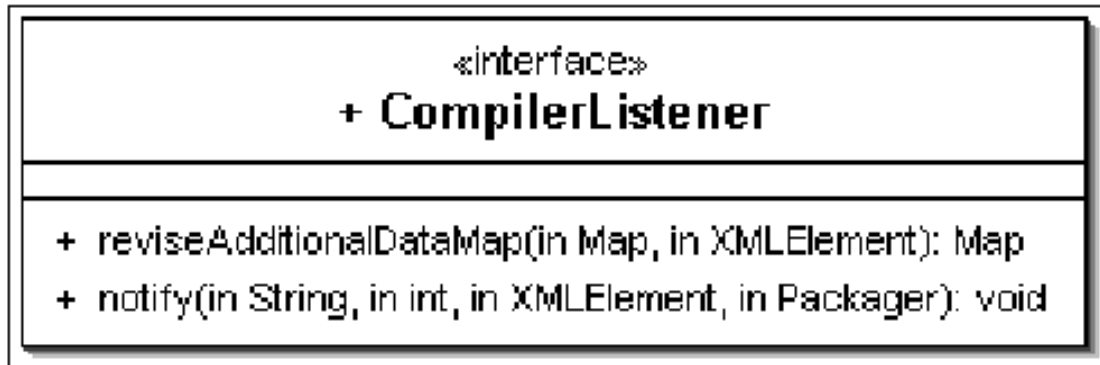 «interface»
+ CompilerListener
+ reviseAdditionalDataMap(in Map, in XMLElement): Map
+ notify(in String, in int, in XMLElement, in Packager): void